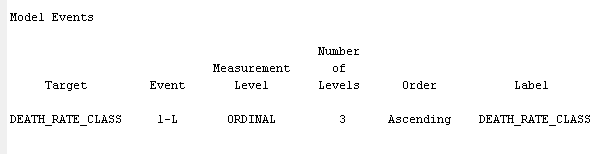 Model Events
Number
Measurement of
Target Event Level Levels Order Label
DEATH_RATE_CLASS 1-L ORDINAL 3 Ascending DEATH_RATE_CLASS